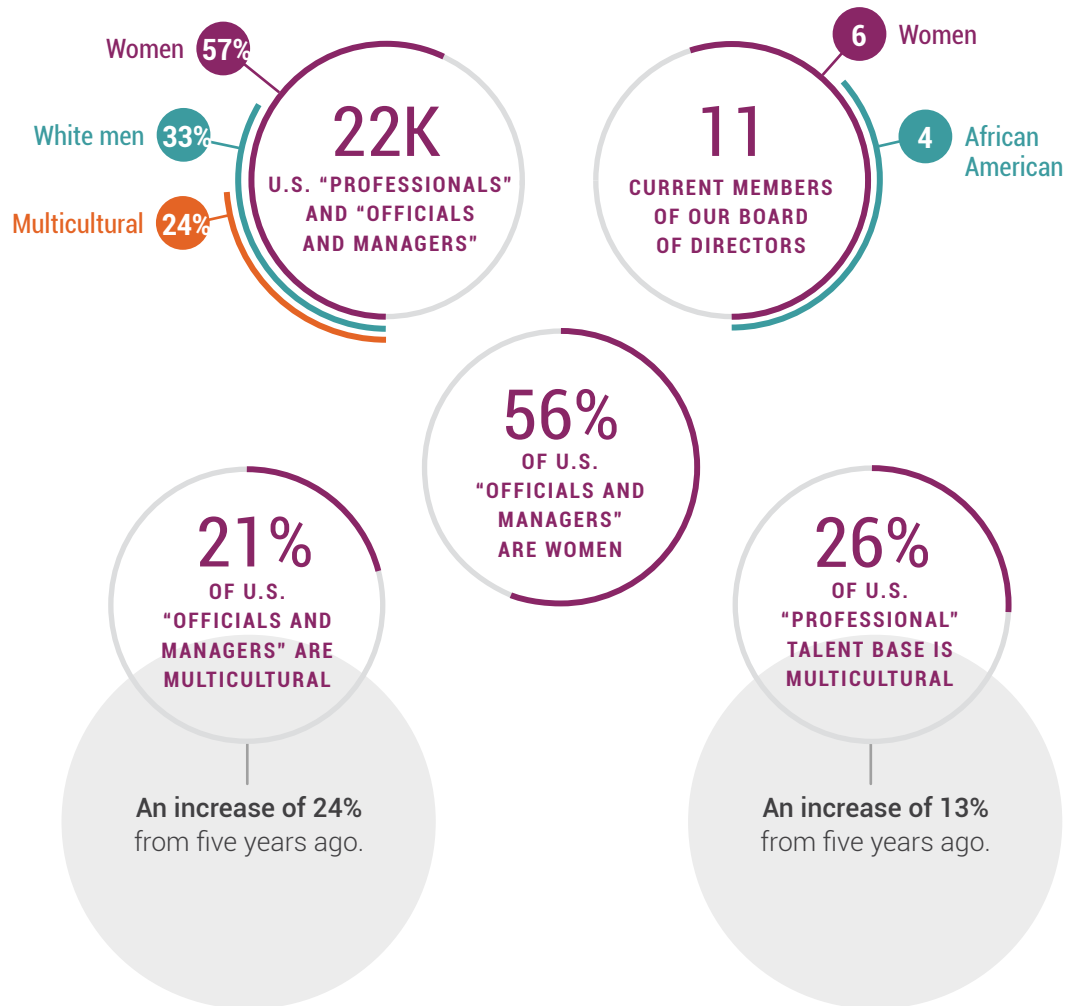 Women 57%
White men 33%
Multicultural 24%
22K
U.S. “PROFESSIONALS”
AND “OFFICIALS
AND MANAGERS”
6 Women
4 African
American
11
CURRENT MEMBERS
OF OUR BOARD
OF DIRECTORS
56%
OF U.S.
“OFFICIALS AND
MANAGERS”
ARE WOMEN
21%
OF U.S.
“OFFICIALS AND
MANAGERS” ARE
MULTICULTURAL
An increase of 24%
from five years ago.
26%
OF U.S.
“PROFESSIONAL”
TALENT BASE IS
MULTICULTURAL
An increase of 13%
from five years ago.